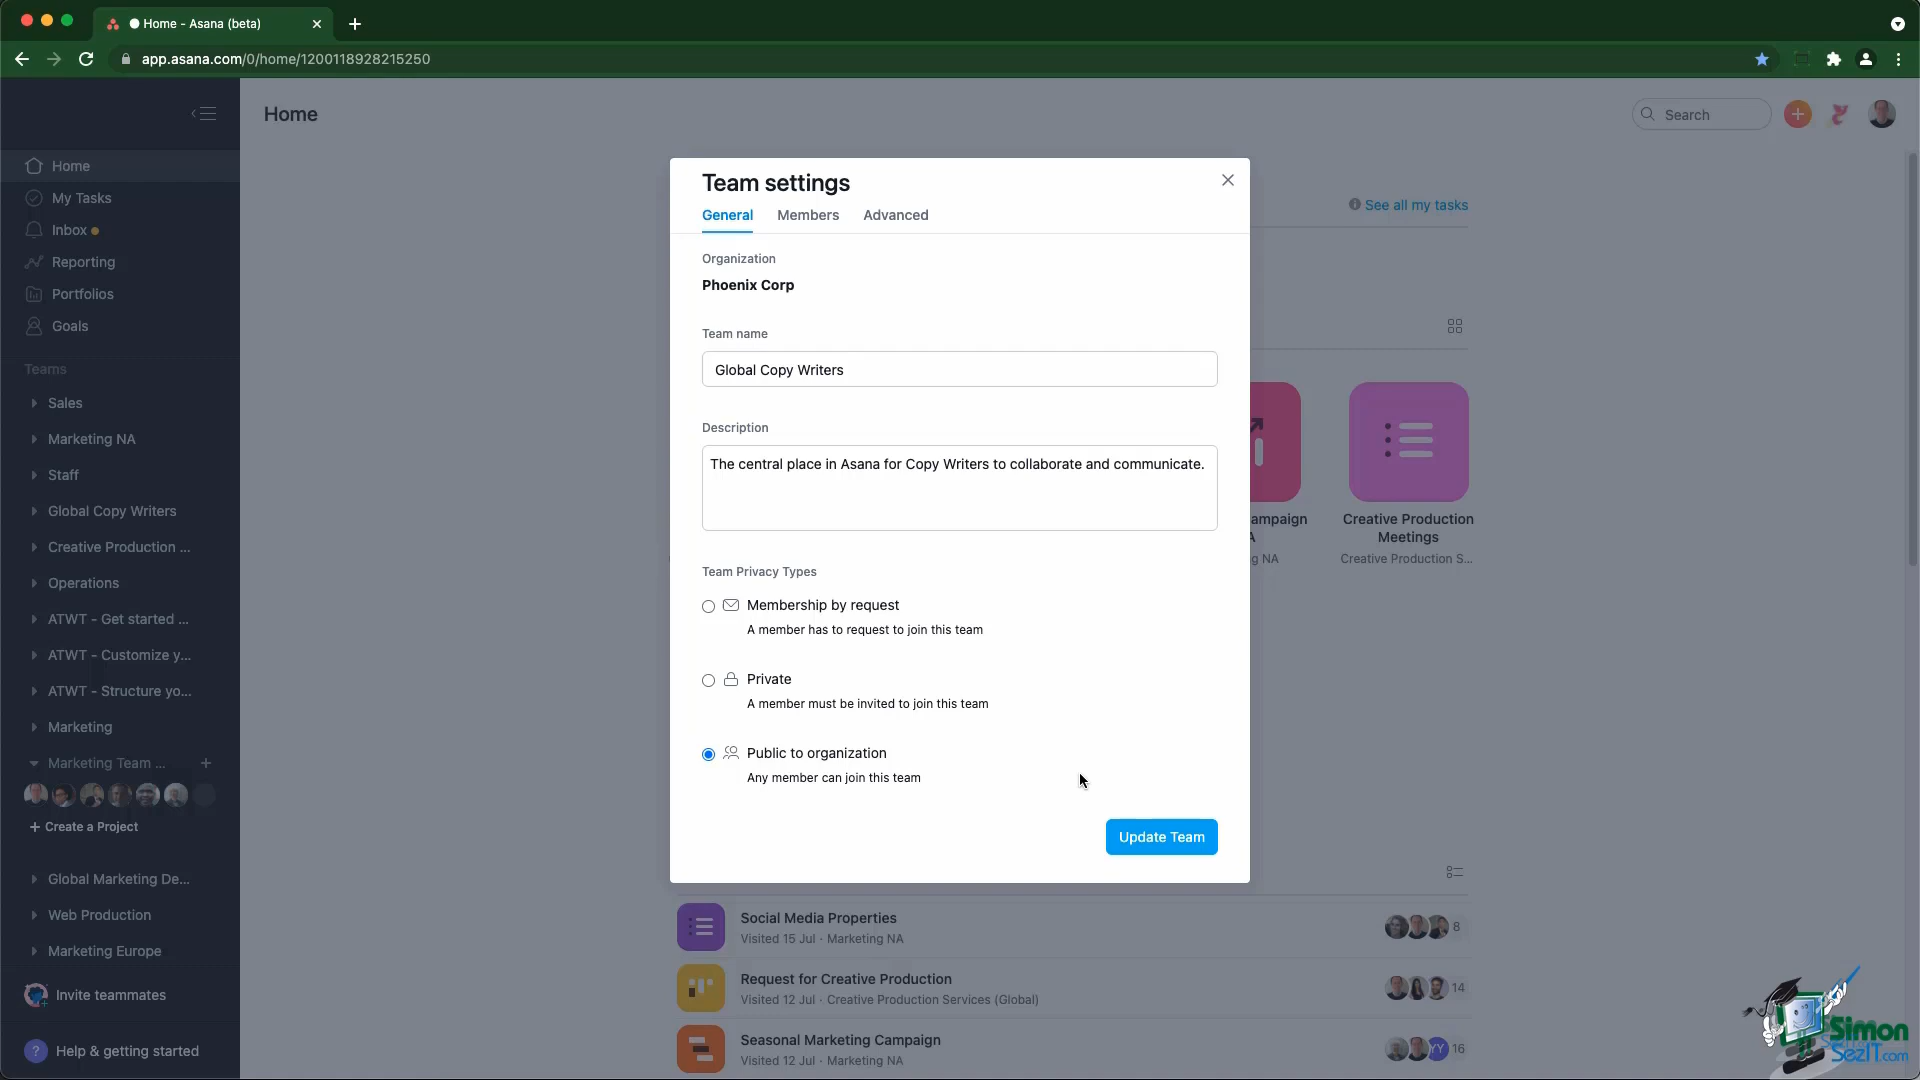 Home - Asana (beta)
app.asana.com/0/home/1200118928215250
Home
Search
Home
My Tasks
Inbox
Reporting
Portfolios
Goals
Teams
Sales
Marketing NA
Staff
Global Copy Writers
Creative Production ...
Operations
ATWT - Get started ...
ATWT - Customize y...
ATWT - Structure yo...
Marketing
Marketing Team ...
+ Create a Project
Global Marketing De...
Web Production
Marketing Europe
Invite teammates
? Help & getting started
See all my tasks
Team settings
General Members Advanced
Organization
Phoenix Corp
Team name
Global Copy Writers
Description
The central place in Asana for Copy Writers to collaborate and communicate.
Team Privacy Types
Membership by request
A member has to request to join this team
Private
A member must be invited to join this team
Public to organization
Any member can join this team
Update Team
ampaign
A
g NA
Creative Production
Meetings
Creative Production S...
Social Media Properties
Visited 15 Jul · Marketing NA
8
Request for Creative Production
Visited 12 Jul · Creative Production Services (Global)
14
Seasonal Marketing Campaign
Visited 12 Jul · Marketing NA
YY 16
Simon
SezIT.com